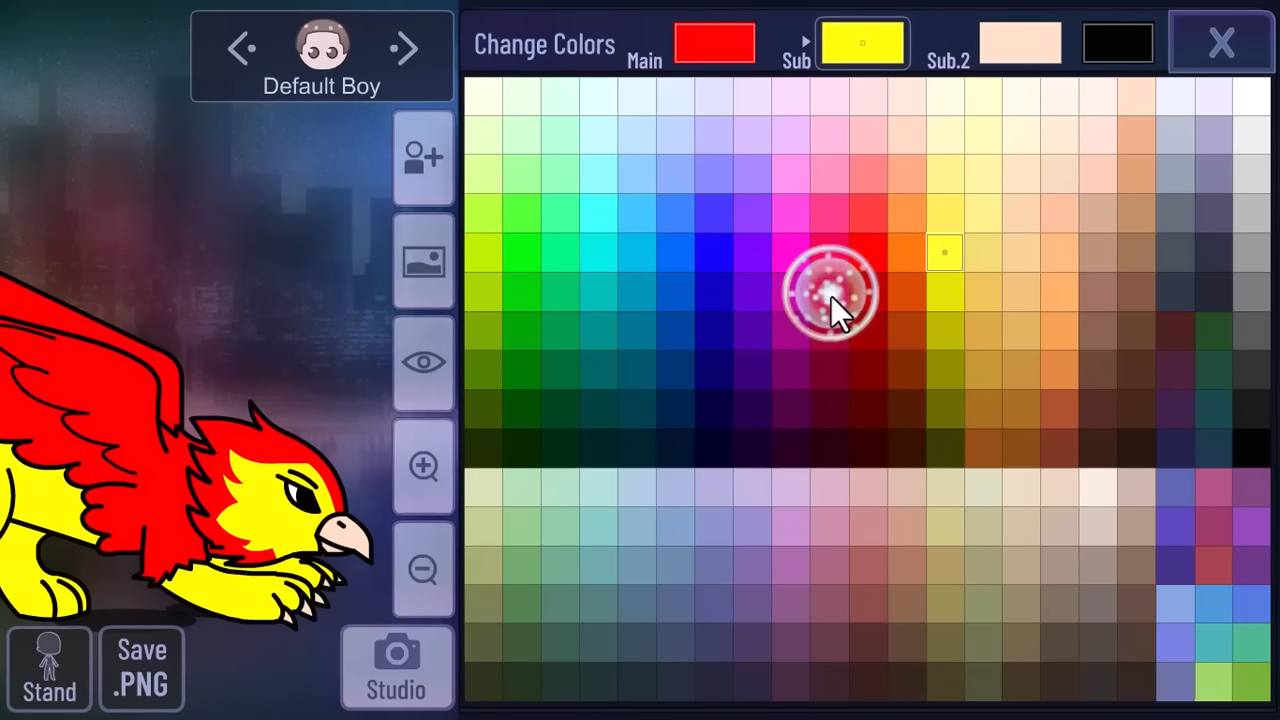 Default Boy
Change Colors
Main
Sub
Sub.2
X
Stand
Save
.PNG
Studio